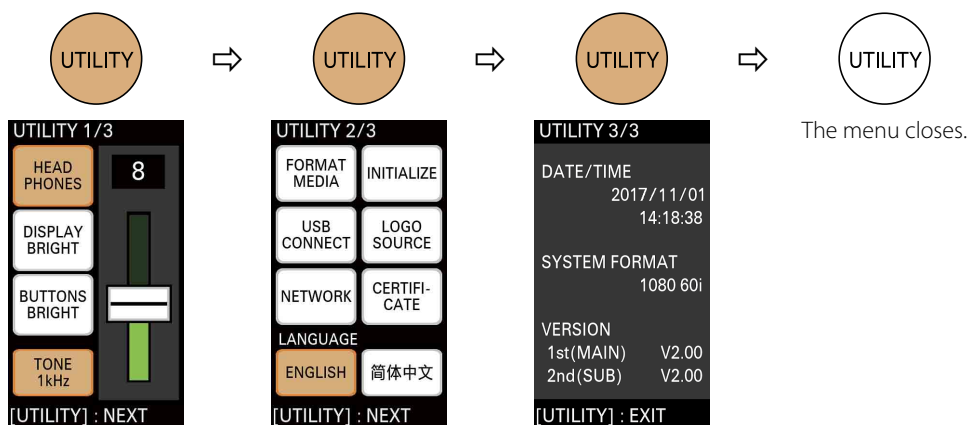 UTILITY
UTILITY
UTILITY
UTILITY
The menu closes.
UTILITY 1/3
HEAD
PHONES
8
DISPLAY
BRIGHT
BUTTONS
BRIGHT
TONE
1kHz
[UTILITY] : NEXT
UTILITY 2/3
FORMAT
MEDIA
INITIALIZE
USB
CONNECT
LOGO
SOURCE
NETWORK
CERTIFI-
CATE
LANGUAGE
ENGLISH
简体中文
[UTILITY] : NEXT
UTILITY 3/3
DATE/TIME
2017/11/01
14:18:38
SYSTEM FORMAT
1080 60i
VERSION
1st(MAIN) V2.00
2nd(SUB) V2.00
[UTILITY] : EXIT